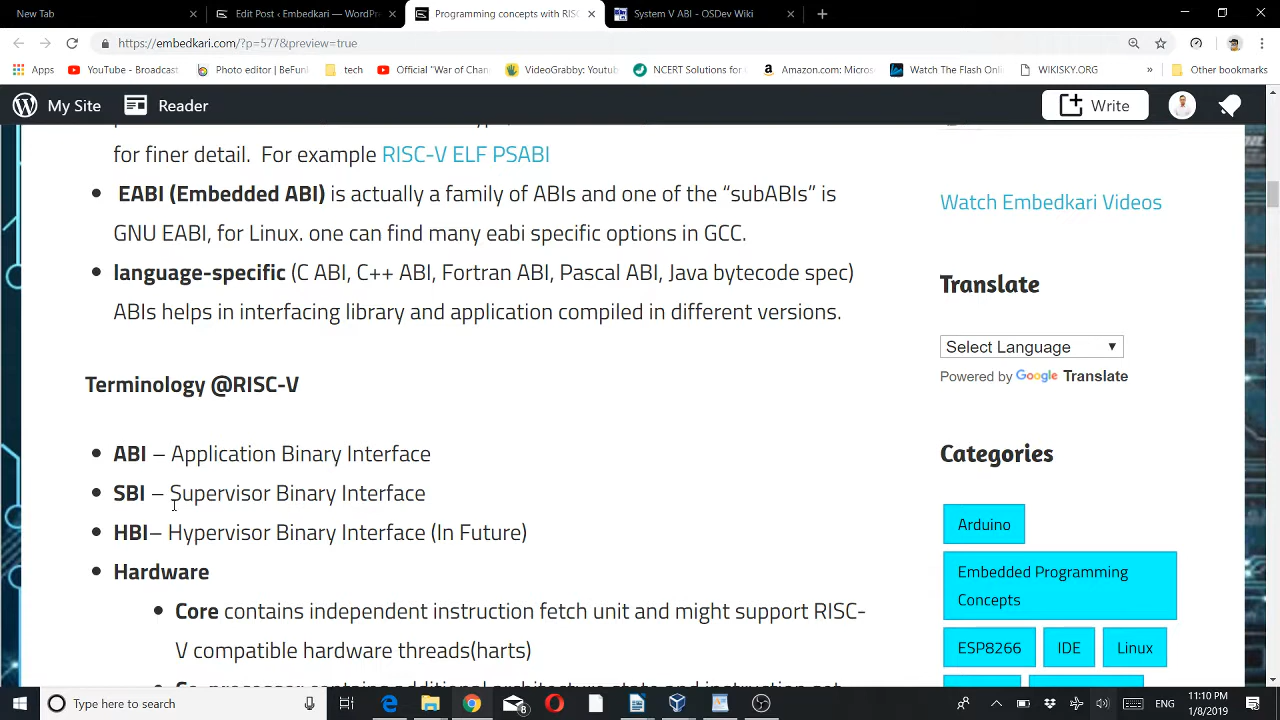 New Tab
Edit Post ‹ Embedkari — WordPr
Programming concepts with RISC
System V ABI - OSDev Wiki
https://embedkari.com/?p=577&preview=true
Apps
YouTube - Broadcast
Photo editor | BeFun
tech
Official "War of Chan
VideoGrabby: Youtub
NCERT Solutions for
Amazon.com: Micros
Watch The Flash Onl
WIKISKY.ORG
»
Other bookmarks
My Site
Reader
Write
for finer detail. For example RISC-V ELF PSABI
EABI (Embedded ABI) is actually a family of ABIs and one of the “subABIs” is
GNU EABI, for Linux. one can find many eabi specific options in GCC.
language-specific (C ABI, C++ ABI, Fortran ABI, Pascal ABI, Java bytecode spec)
ABIs helps in interfacing library and application compiled in different versions.
Terminology @RISC-V
ABI – Application Binary Interface
SBI – Supervisor Binary Interface
HBI– Hypervisor Binary Interface (In Future)
Hardware
Core contains independent instruction fetch unit and might support RISC-
V compatible hardware threads(harts)
Watch Embedkari Videos
Translate
Select Language
Powered by Google Translate
Categories
Arduino
Embedded Programming
Concepts
ESP8266
IDE
Linux
Type here to search
ENG
11:10 PM
1/8/2019